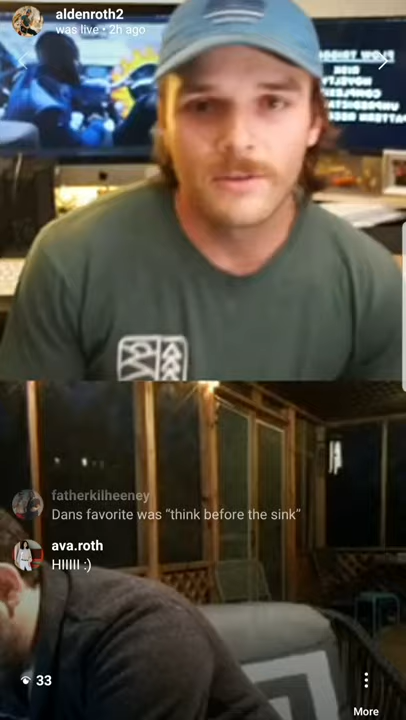 aldenroth2
was live • 2h ago
fatherkilheeney
Dans favorite was “think before the sink”
ava.roth
HIIIII :)
33
More